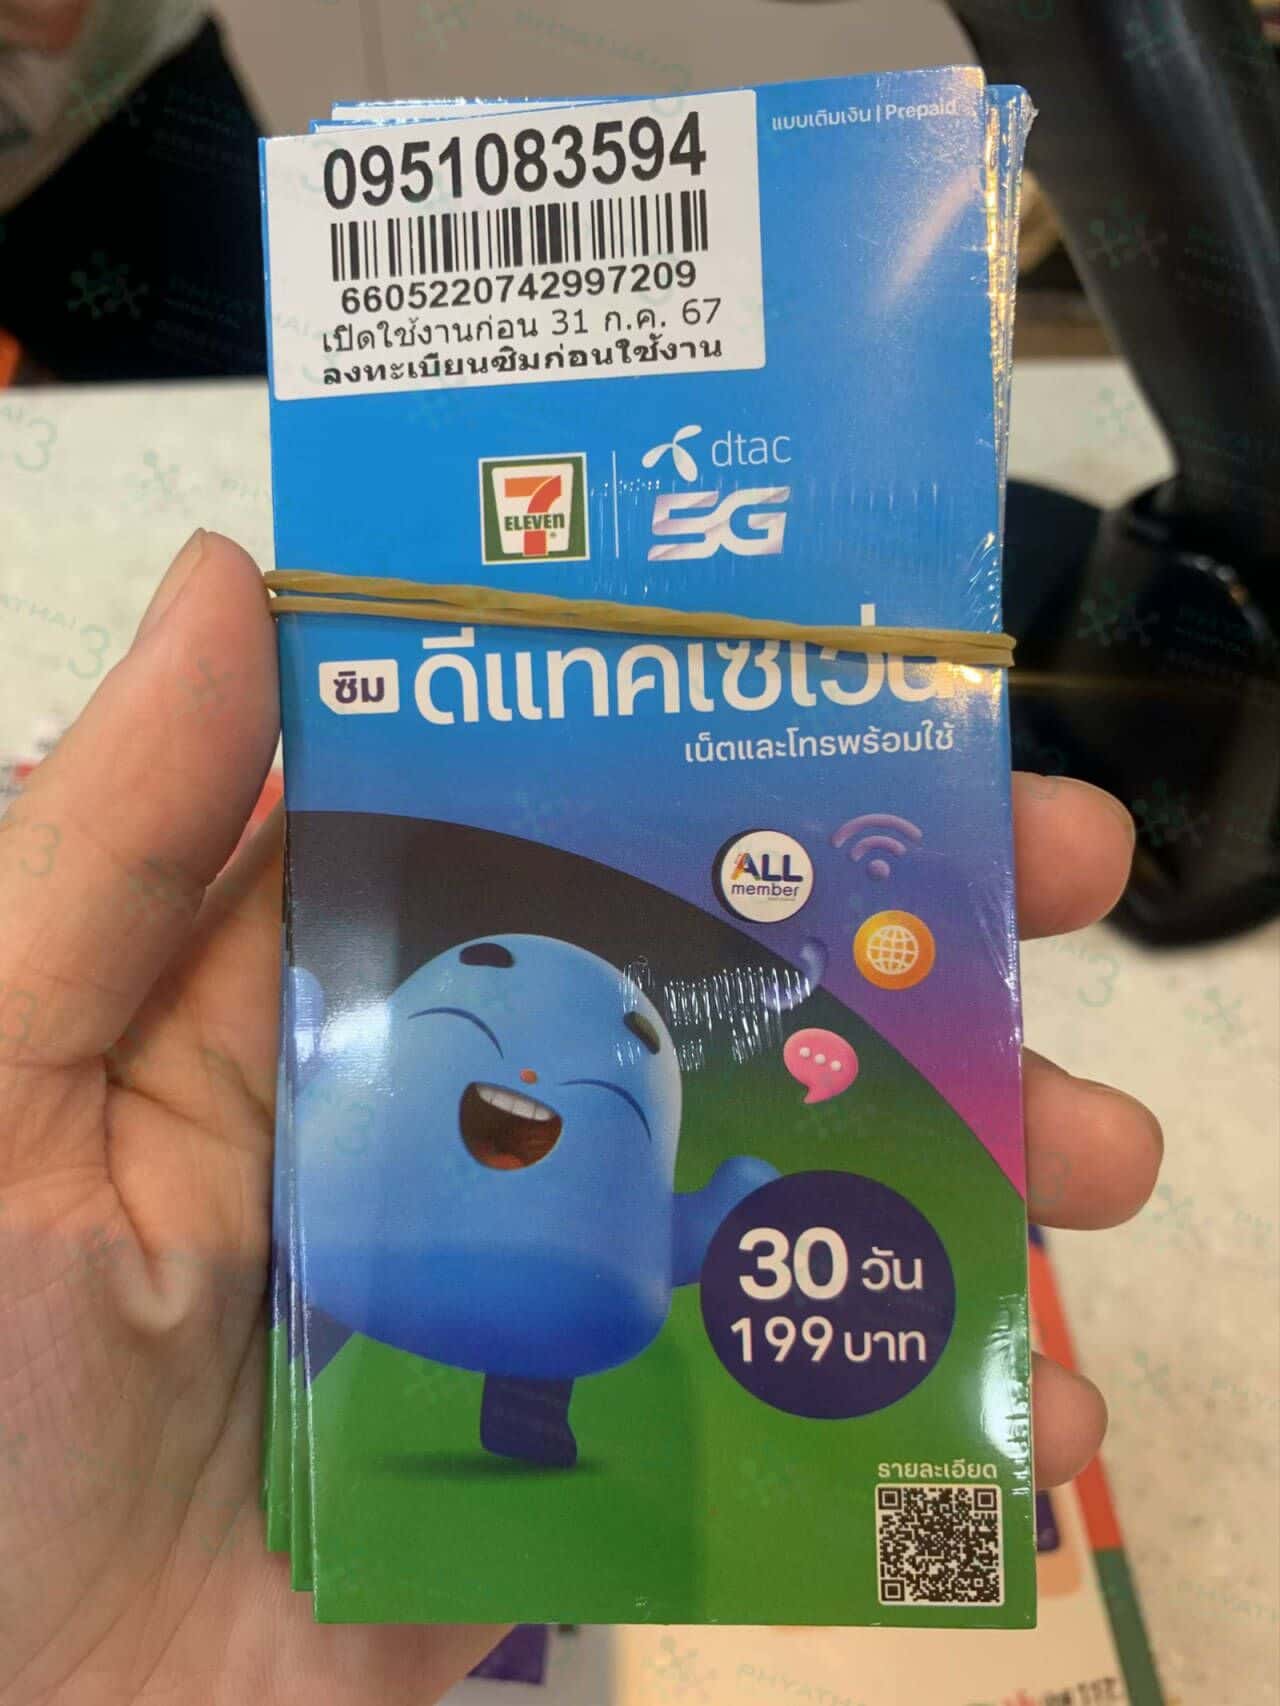 แบบเติมเงิน | Prepaid
0951083594
6605220742997209
เปิดใช้งานก่อน 31 ก.ค. 67
ลงทะเบียนซิมก่อนใช้งาน
7
ELEVEN
dtac
5G
ซิม ดีแทคเซเว่น
เน็ตและโทรพร้อมใช้
ALL
member
30 วัน
199 บาท
รายละเอียด
PHYATHAI 3